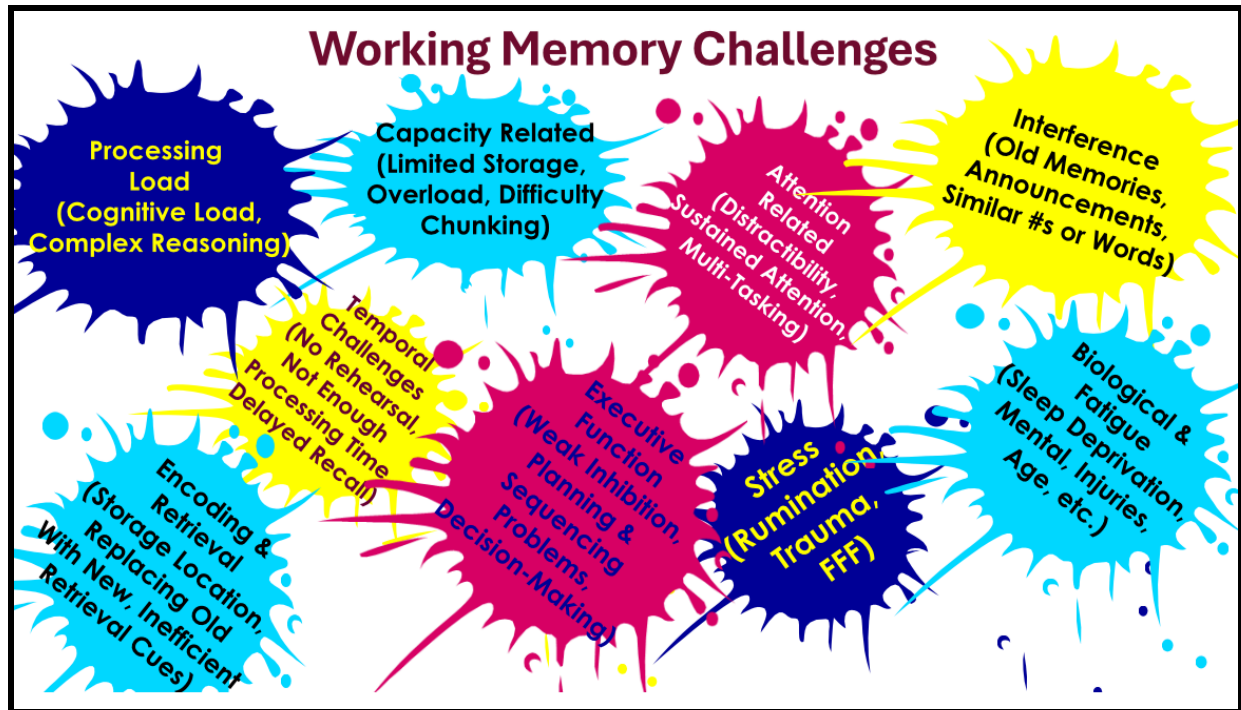 Working Memory Challenges
Processing
Load
(Cognitive Load,
Complex Reasoning)
Capacity Related
(Limited Storage,
Overload, Difficulty
Chunking)
Attention
Related
(Distractibility,
Sustained Attention,
Multi-Tasking)
Interference
(Old Memories,
Announcements,
Similar #s or Words)
Temporal
Challenges
(No Rehearsal,
Not Enough
Processing Time
Delayed Recall)
Executive
Function
(Weak Inhibition,
Planning &
Sequencing
Problems,
Decision-Making)
Stress
(Rumination,
Trauma,
FFF)
Biological &
Fatigue
(Sleep Deprivation,
Mental, Injuries,
Age, etc.)
Encoding &
Retrieval
(Storage Location,
Replacing Old
With New, Inefficient
Retrieval Cues)